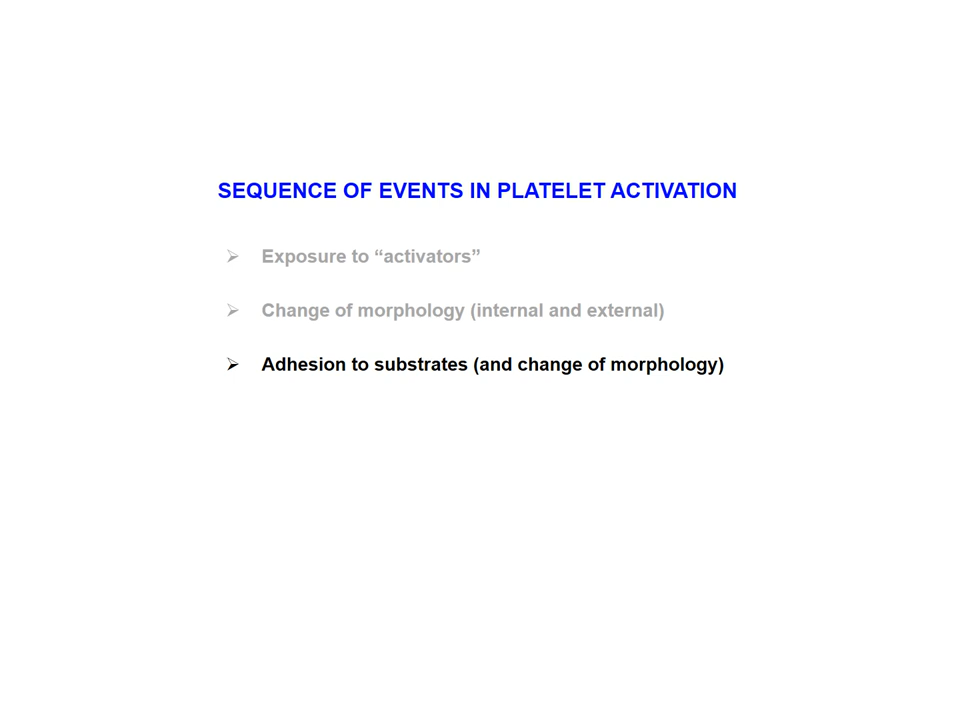 SEQUENCE OF EVENTS IN PLATELET ACTIVATION
➢ Exposure to “activators”
➢ Change of morphology (internal and external)
➢ Adhesion to substrates (and change of morphology)